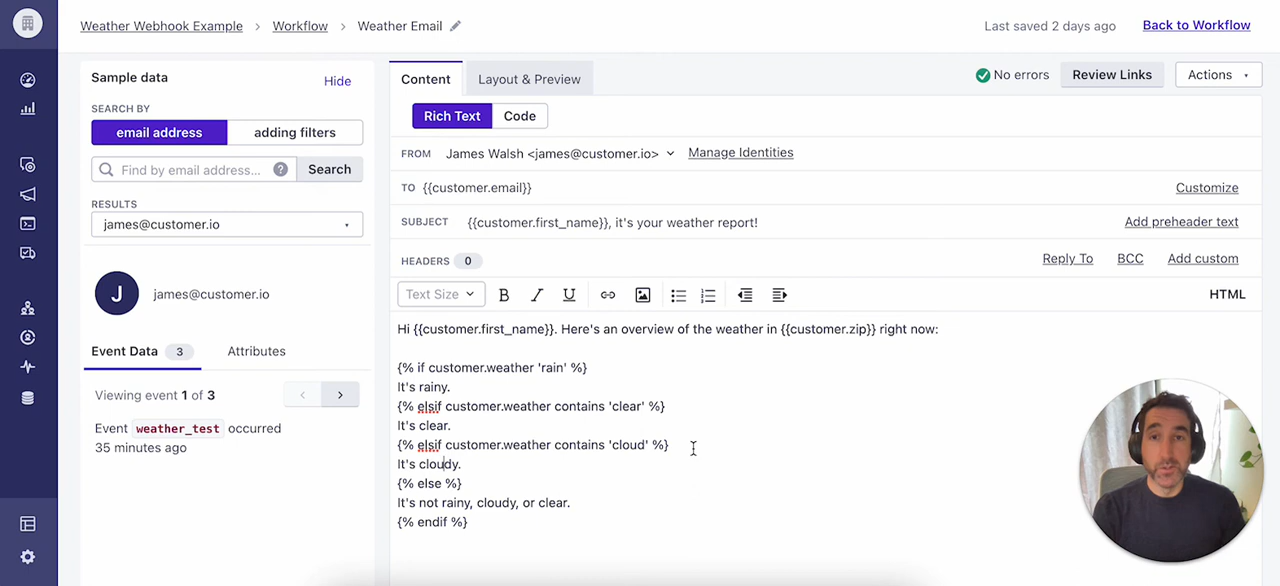 Weather Webhook Example > Workflow > Weather Email
Last saved 2 days ago
Back to Workflow
Sample data
Hide
SEARCH BY
email address
adding filters
Find by email address... ?
Search
RESULTS
james@customer.io
J
james@customer.io
Event Data 3
Attributes
Viewing event 1 of 3
Event weather_test occurred
35 minutes ago
Content
Layout & Preview
No errors
Review Links
Actions
Rich Text
Code
FROM James Walsh <james@customer.io> Manage Identities
TO {{customer.email}}
Customize
SUBJECT {{customer.first_name}}, it's your weather report!
Add preheader text
HEADERS 0
Reply To
BCC
Add custom
Text Size
B
I
U
HTML
Hi {{customer.first_name}}. Here's an overview of the weather in {{customer.zip}} right now:
{% if customer.weather 'rain' %}
It's rainy.
{% elsif customer.weather contains 'clear' %}
It's clear.
{% elsif customer.weather contains 'cloud' %}
It's cloudy.
{% else %}
It's not rainy, cloudy, or clear.
{% endif %}